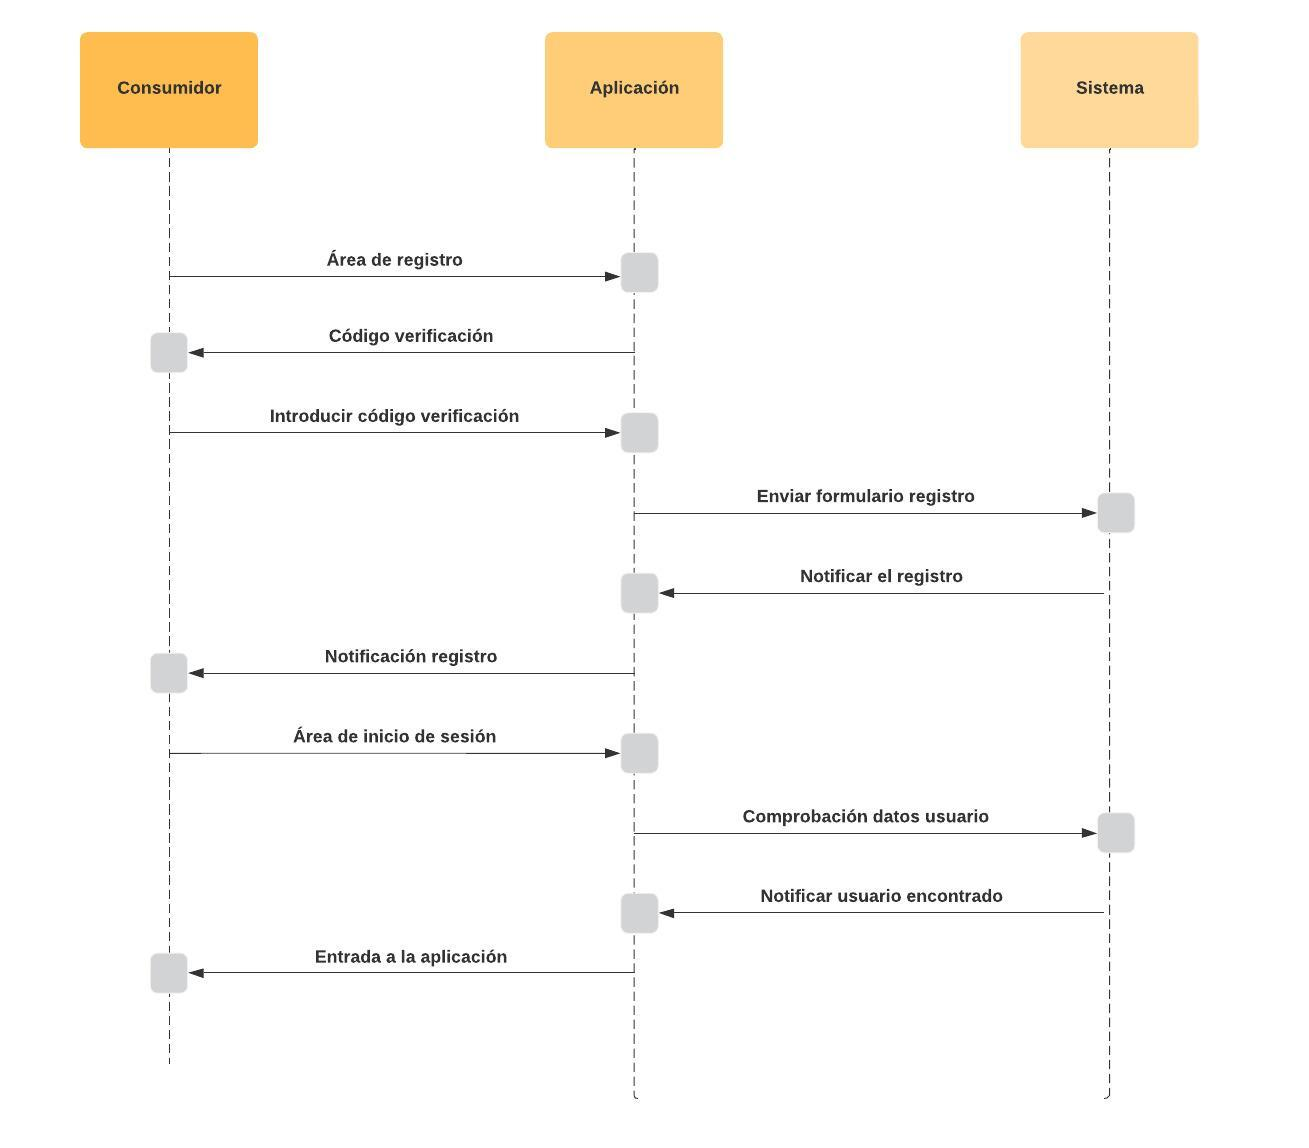 Consumidor
Aplicación
Sistema
Área de registro
Código verificación
Introducir código verificación
Enviar formulario registro
Notificar el registro
Notificación registro
Área de inicio de sesión
Comprobación datos usuario
Notificar usuario encontrado
Entrada a la aplicación